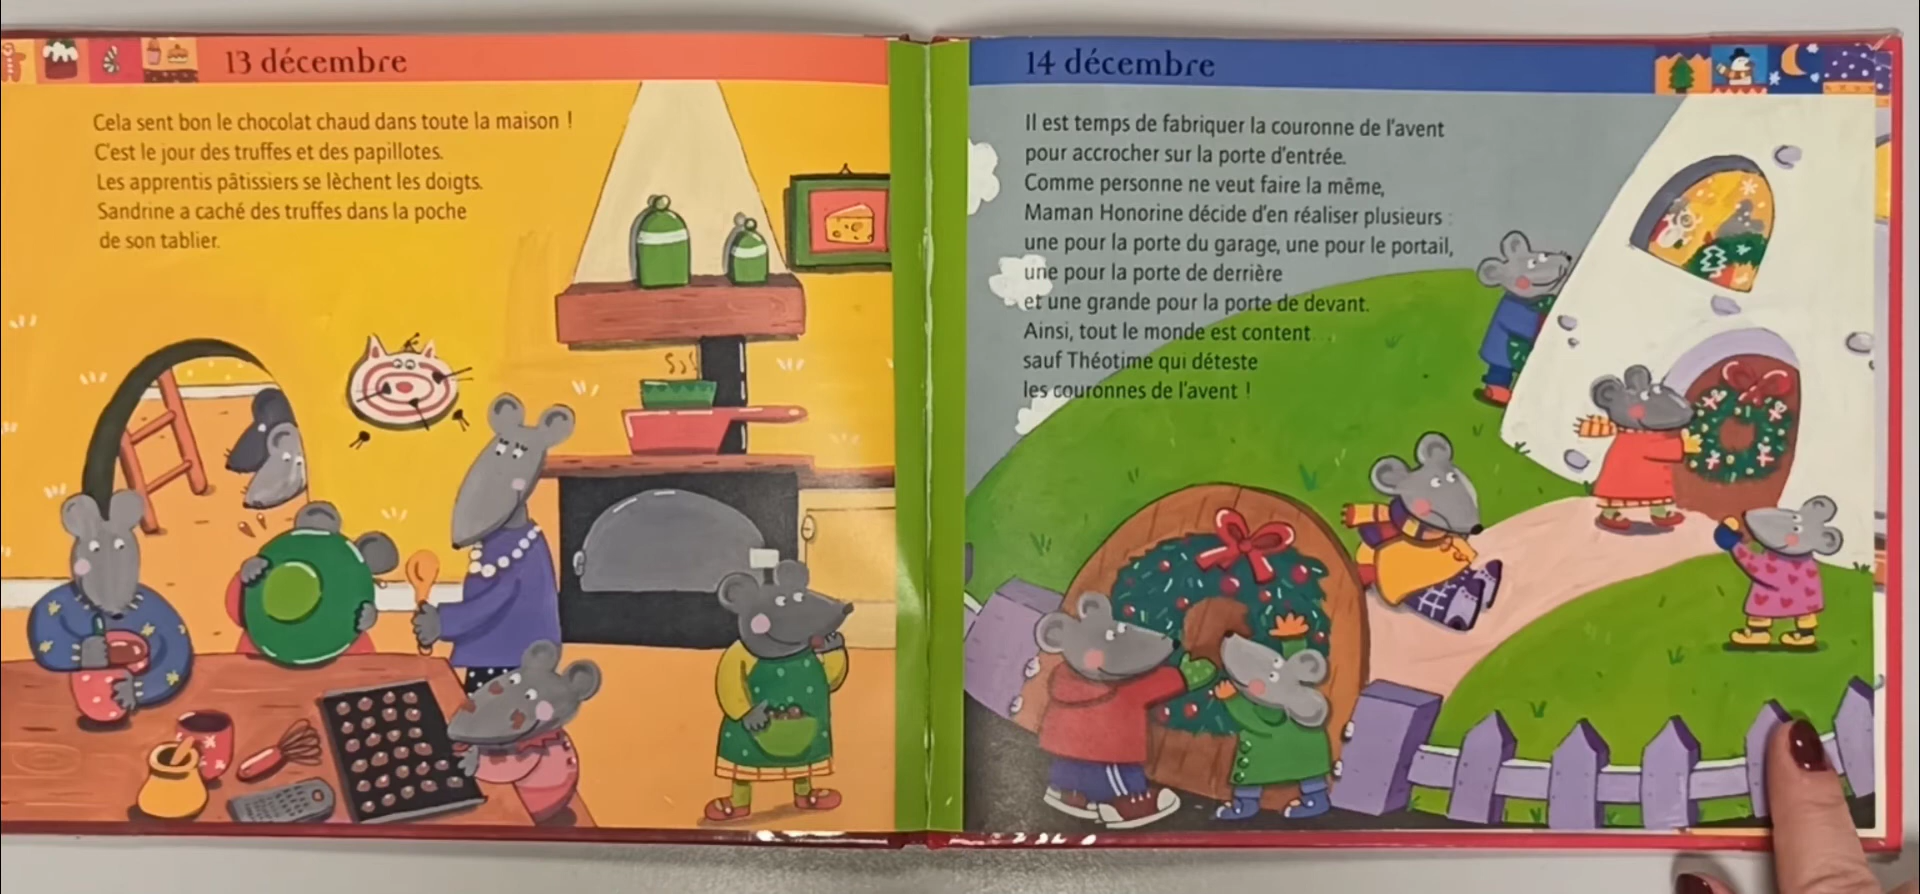 13 décembre
Cela sent bon le chocolat chaud dans toute la maison !
C'est le jour des truffes et des papillotes.
Les apprentis pâtissiers se lèchent les doigts.
Sandrine a caché des truffes dans la poche
de son tablier.
14 décembre
Il est temps de fabriquer la couronne de l'avent
pour accrocher sur la porte d'entrée.
Comme personne ne veut faire la même,
Maman Honorine décide d'en réaliser plusieurs :
une pour la porte du garage, une pour le portail,
une pour la porte de derrière
et une grande pour la porte de devant.
Ainsi, tout le monde est content...
sauf Théotime qui déteste
les couronnes de l'avent !